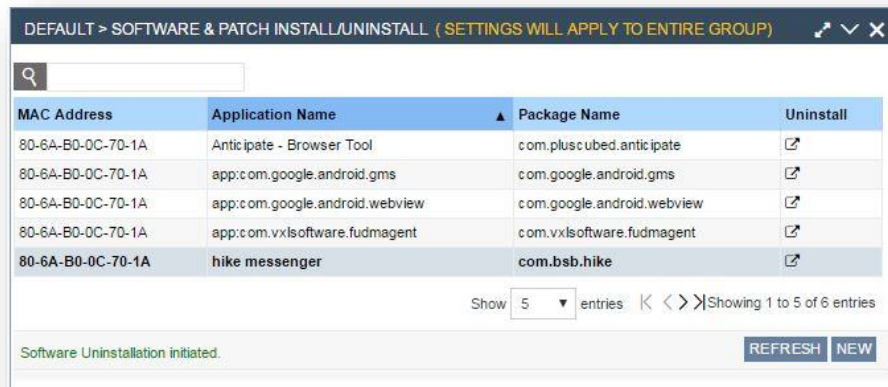 DEFAULT > SOFTWARE & PATCH INSTALL/UNINSTALL ( SETTINGS WILL APPLY TO ENTIRE GROUP)
MAC Address Application Name Package Name Uninstall
80-6A-B0-0C-70-1A Anticipate - Browser Tool com.pluscubed.anticipate
80-6A-B0-0C-70-1A app:com.google.android.gms com.google.android.gms
80-6A-B0-0C-70-1A app:com.google.android.webview com.google.android.webview
80-6A-B0-0C-70-1A app:com.vxlsoftware.fudmagent com.vxlsoftware.fudmagent
80-6A-B0-0C-70-1A hike messenger com.bsb.hike
Show 5 entries Showing 1 to 5 of 6 entries
Software Uninstallation initiated. REFRESH NEW